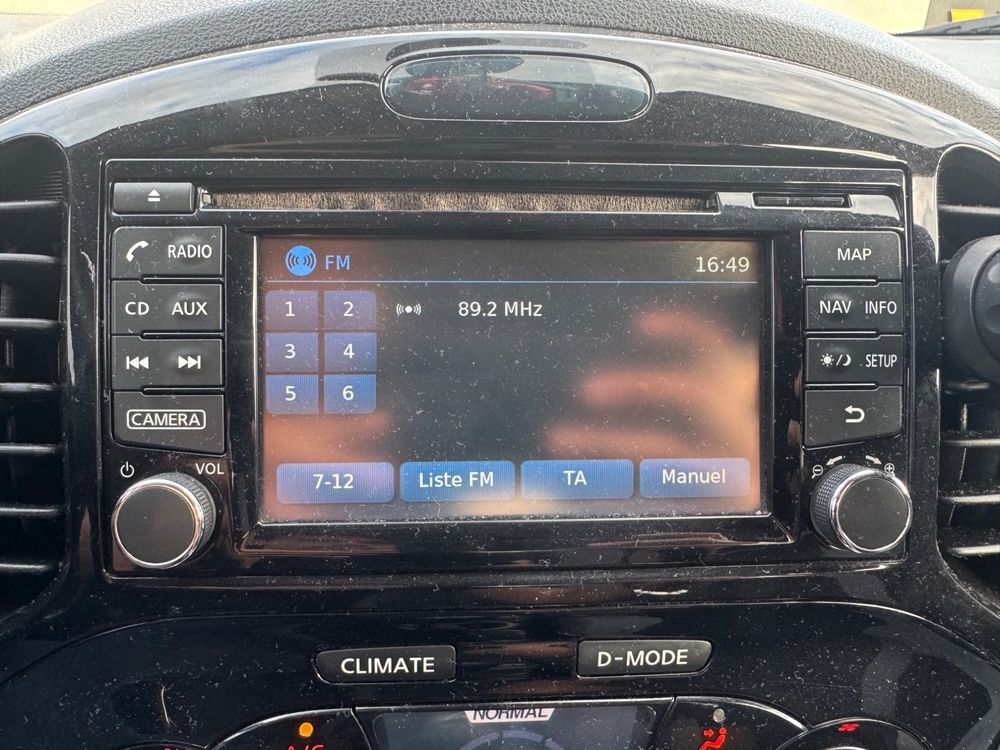 RADIO
CD AUX
CAMERA
VOL
FM 16:49
1 2 89.2 MHz
3 4
5 6
7-12 Liste FM TA Manuel
MAP
NAV INFO
SETUP
CLIMATE D-MODE
NORMAL
A/C